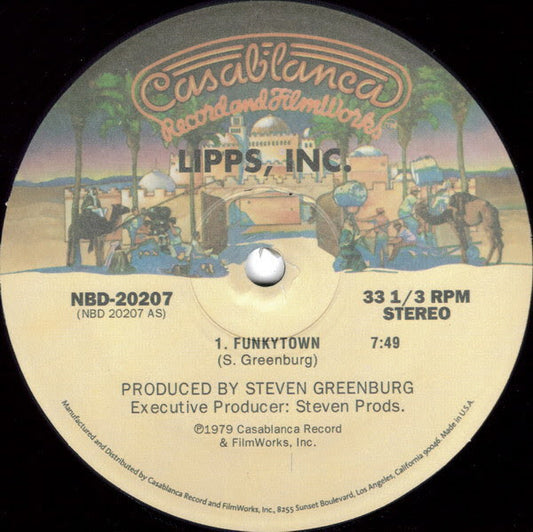 Casablanca
Record and FilmWorks
LIPPS, INC.
NBD-20207
(NBD 20207 AS)
33 1/3 RPM
STEREO
1. FUNKYTOWN 7:49
(S. Greenburg)
PRODUCED BY STEVEN GREENBURG
Executive Producer: Steven Prods.
℗1979 Casablanca Record
& FilmWorks, Inc.
Manufactured and Distributed by Casablanca Record and FilmWorks, Inc., 8255 Sunset Boulevard, Los Angeles, California 90046. Made in U.S.A.